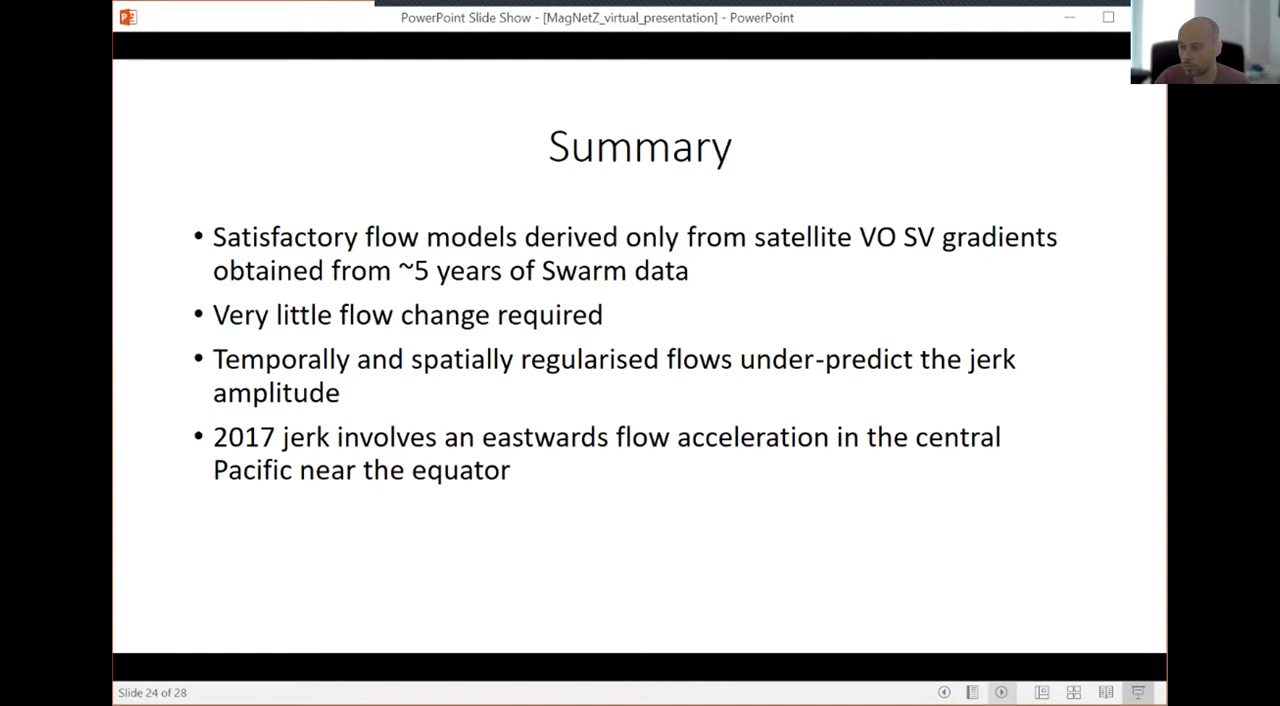 PowerPoint Slide Show - [MagNetZ_virtual_presentation] - PowerPoint
Summary
• Satisfactory flow models derived only from satellite VO SV gradients
obtained from ~5 years of Swarm data
• Very little flow change required
• Temporally and spatially regularised flows under-predict the jerk
amplitude
• 2017 jerk involves an eastwards flow acceleration in the central
Pacific near the equator
Slide 24 of 28